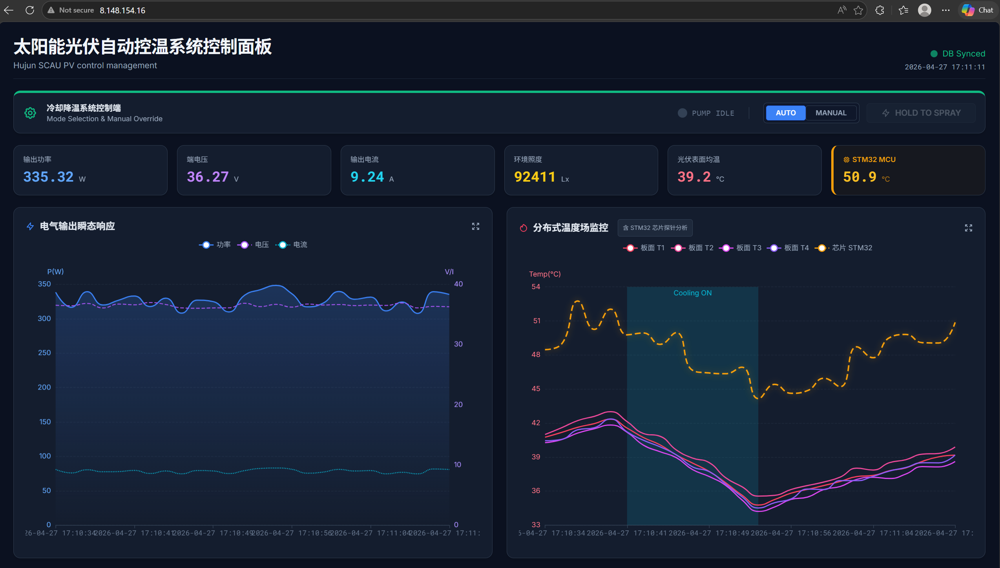 Not secure 8.148.154.16
Chat
太阳能光伏自动控温系统控制面板
Hujun SCAU PV control management
DB Synced
2026-04-27 17:11:11
冷却降温系统控制端
Mode Selection & Manual Override
PUMP IDLE
AUTO
MANUAL
HOLD TO SPRAY
输出功率
335.32 W
端电压
36.27 V
输出电流
9.24 A
环境照度
92411 Lx
光伏表面均温
39.2 °C
STM32 MCU
50.9 °C
电气输出瞬态响应
功率 电压 电流
P(W)
V/I
350
300
250
200
150
100
50
0
40
30
20
10
0
26-04-27 17:10:34 2026-04-27 17:10:41 2026-04-27 17:10:49 2026-04-27 17:10:56 2026-04-27 17:11:04 2026-04-27 17:11:
分布式温度场监控
含 STM32 芯片探针分析
板面 T1 板面 T2 板面 T3 板面 T4 芯片 STM32
Temp(°C)
Cooling ON
54
51
48
45
42
39
36
33
6-04-27 17:10:34 2026-04-27 17:10:41 2026-04-27 17:10:49 2026-04-27 17:10:56 2026-04-27 17:11:04 2026-04-27 17: